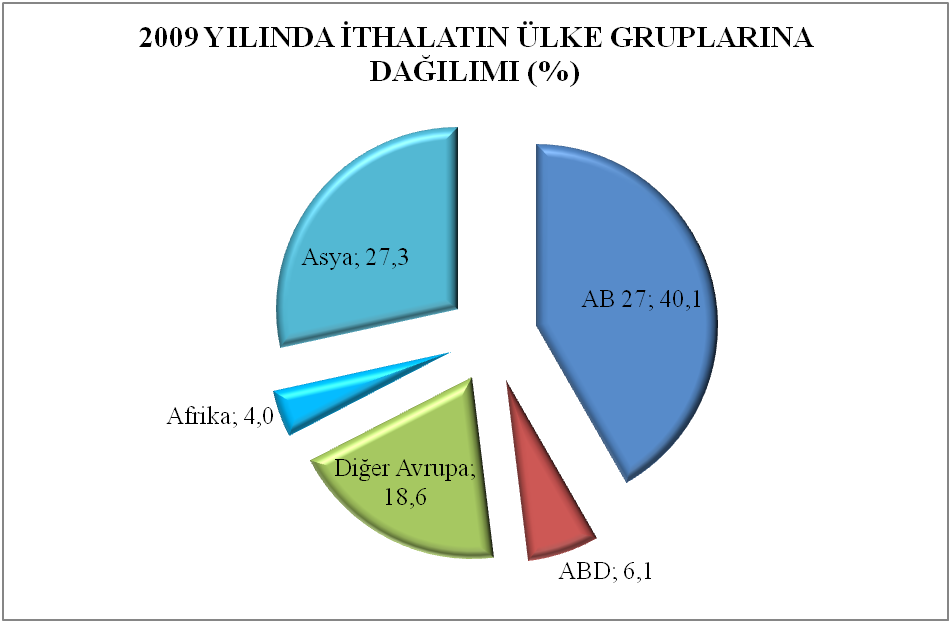 2009 YILINDA İTHALATIN ÜLKE GRUPLARINA
DAĞILIMI (%)
Asya; 27,3
AB 27; 40,1
Afrika; 4,0
Diğer Avrupa;
18,6
ABD; 6,1